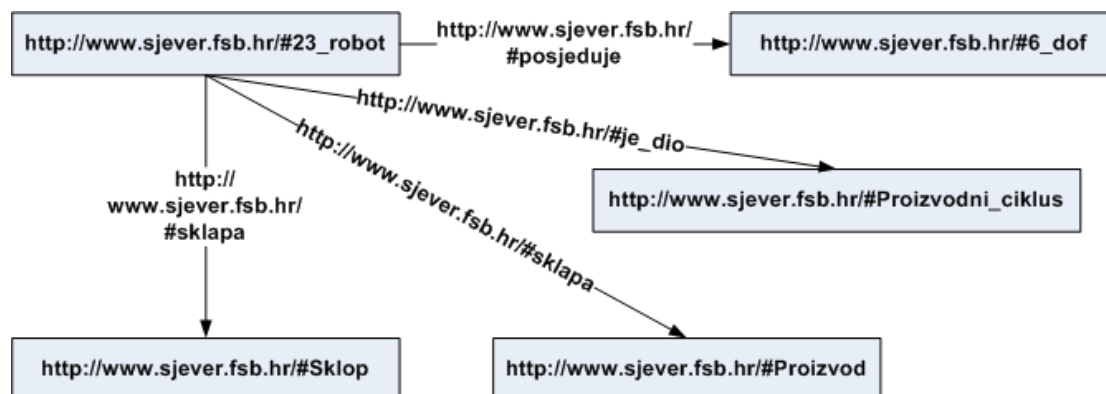 http://www.sjever.fsb.hr/#23_robot
http://www.sjever.fsb.hr/
#posjeduje
http://www.sjever.fsb.hr/#6_dof
http://www.sjever.fsb.hr/#je_dio
http://www.sjever.fsb.hr/#sklapa
http://
www.sjever.fsb.hr/
#sklapa
http://www.sjever.fsb.hr/#Proizvodni_ciklus
http://www.sjever.fsb.hr/#Sklop
http://www.sjever.fsb.hr/#Proizvod